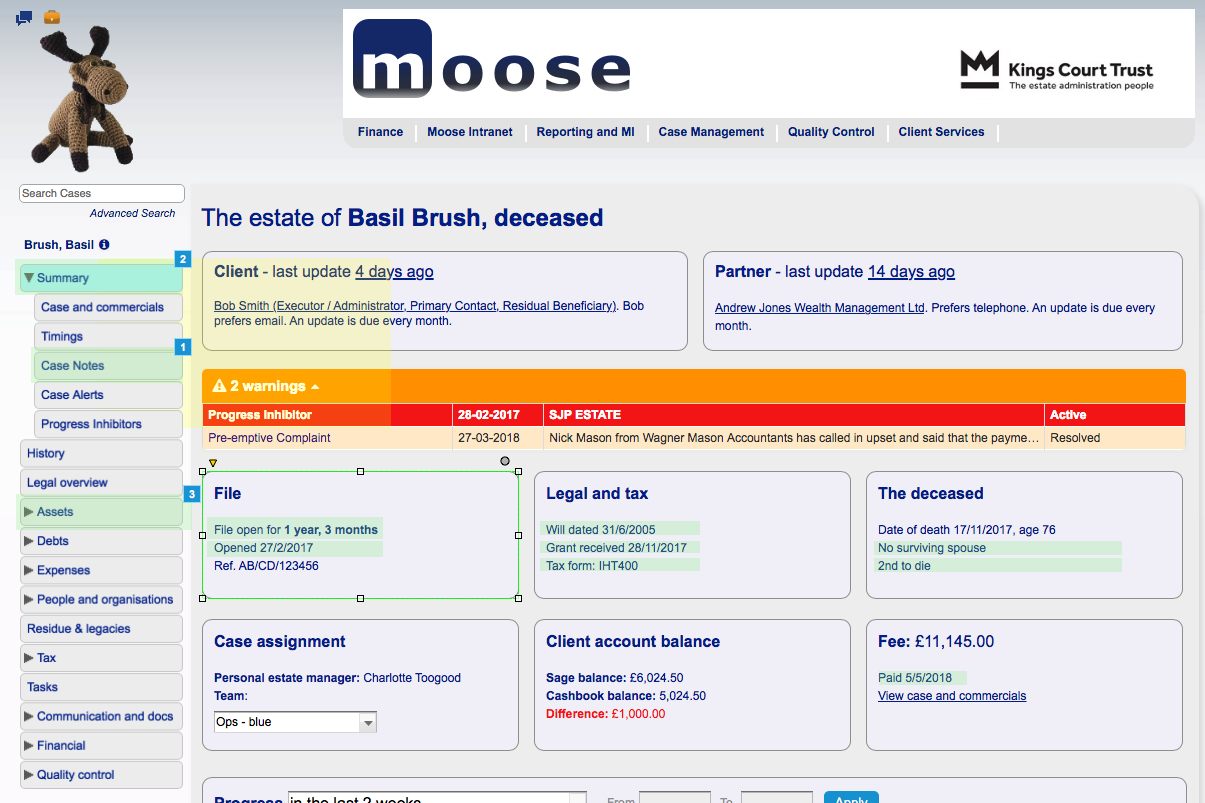 moose
Kings Court Trust
The estate administration people
Finance
Moose Intranet
Reporting and MI
Case Management
Quality Control
Client Services
Search Cases
Advanced Search
Brush, Basil
2
Summary
Case and commercials
Timings
1
Case Notes
Case Alerts
Progress Inhibitors
History
Legal overview
3
Assets
Debts
Expenses
People and organisations
Residue & legacies
Tax
Tasks
Communication and docs
Financial
Quality control
The estate of Basil Brush, deceased
Client - last update 4 days ago
Bob Smith (Executor / Administrator, Primary Contact, Residual Beneficiary). Bob
prefers email. An update is due every month.
Partner - last update 14 days ago
Andrew Jones Wealth Management Ltd. Prefers telephone. An update is due every
month.
2 warnings
Progress Inhibitor 28-02-2017 SJP ESTATE Active
Pre-emptive Complaint 27-03-2018 Nick Mason from Wagner Mason Accountants has called in upset and said that the payme... Resolved
File
File open for 1 year, 3 months
Opened 27/2/2017
Ref. AB/CD/123456
Legal and tax
Will dated 31/6/2005
Grant received 28/11/2017
Tax form: IHT400
The deceased
Date of death 17/11/2017, age 76
No surviving spouse
2nd to die
Case assignment
Personal estate manager: Charlotte Toogood
Team:
Ops - blue
Client account balance
Sage balance: £6,024.50
Cashbook balance: 5,024.50
Difference: £1,000.00
Fee: £11,145.00
Paid 5/5/2018
View case and commercials
Progress in the last 2 weeks From To Apply